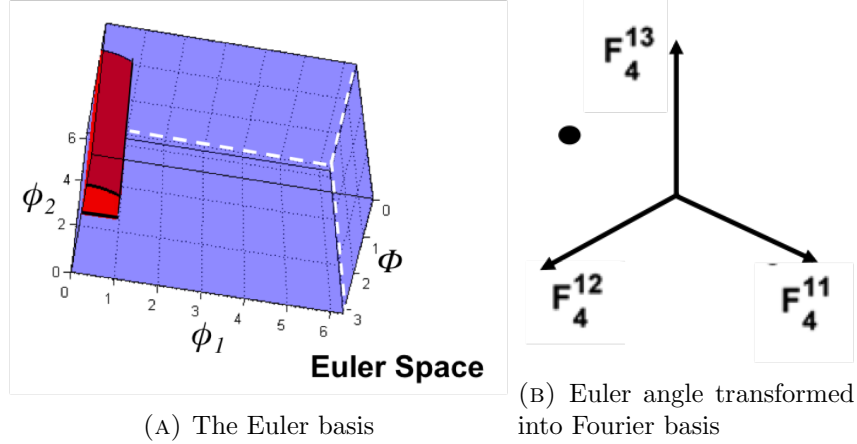 6
4
ϕ2
2
0
0
1
2
3
4
5
6
ϕ1
0
1
Φ
2
3
Euler Space
F 13 4
F 12 4
F 11 4
(A) The Euler basis
(B) Euler angle transformed
into Fourier basis